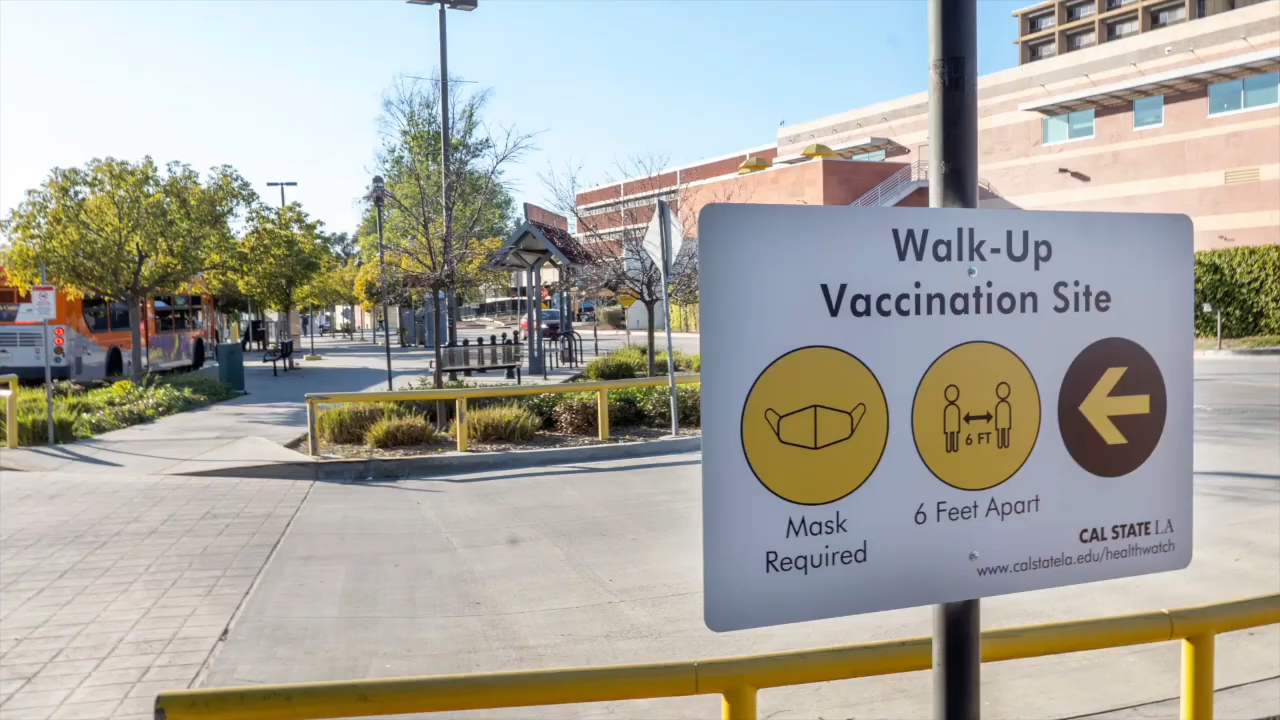 Walk-Up
Vaccination Site
6 FT
Mask
Required
6 Feet Apart
CAL STATE LA
www.calstatela.edu/healthwatch